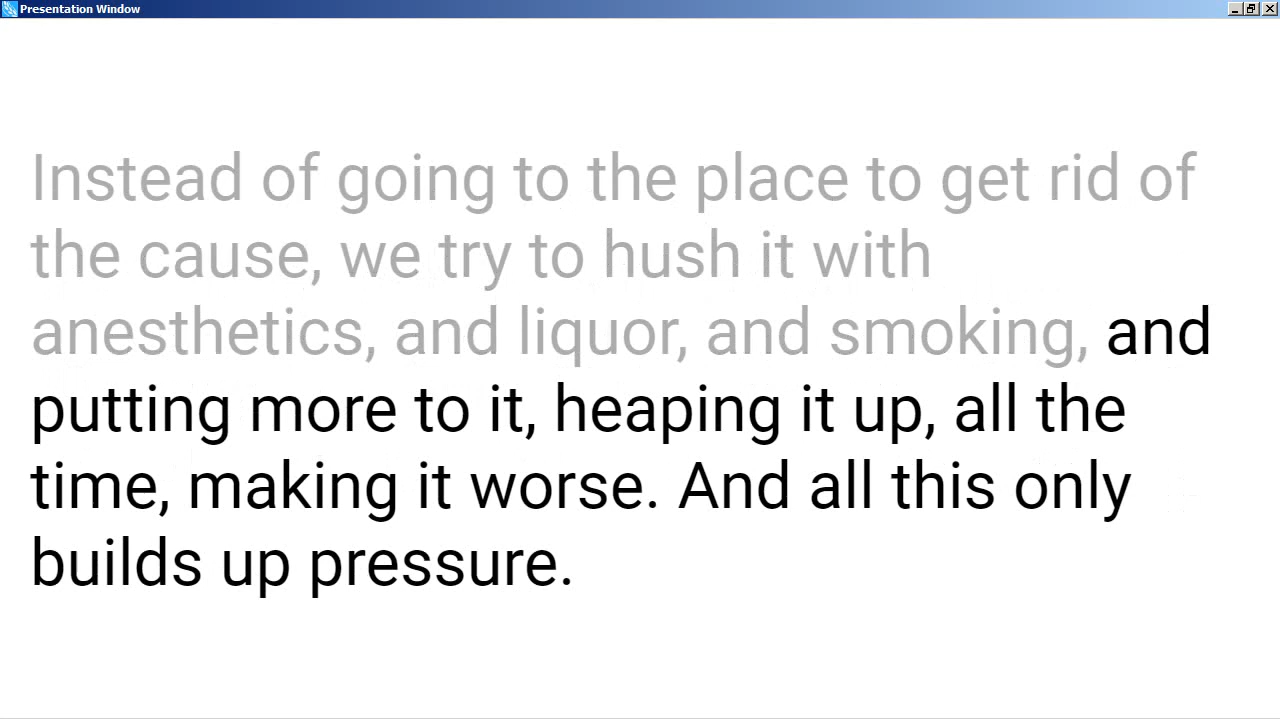 Presentation Window
Instead of going to the place to get rid of
the cause, we try to hush it with
anesthetics, and liquor, and smoking, and
putting more to it, heaping it up, all the
time, making it worse. And all this only
builds up pressure.